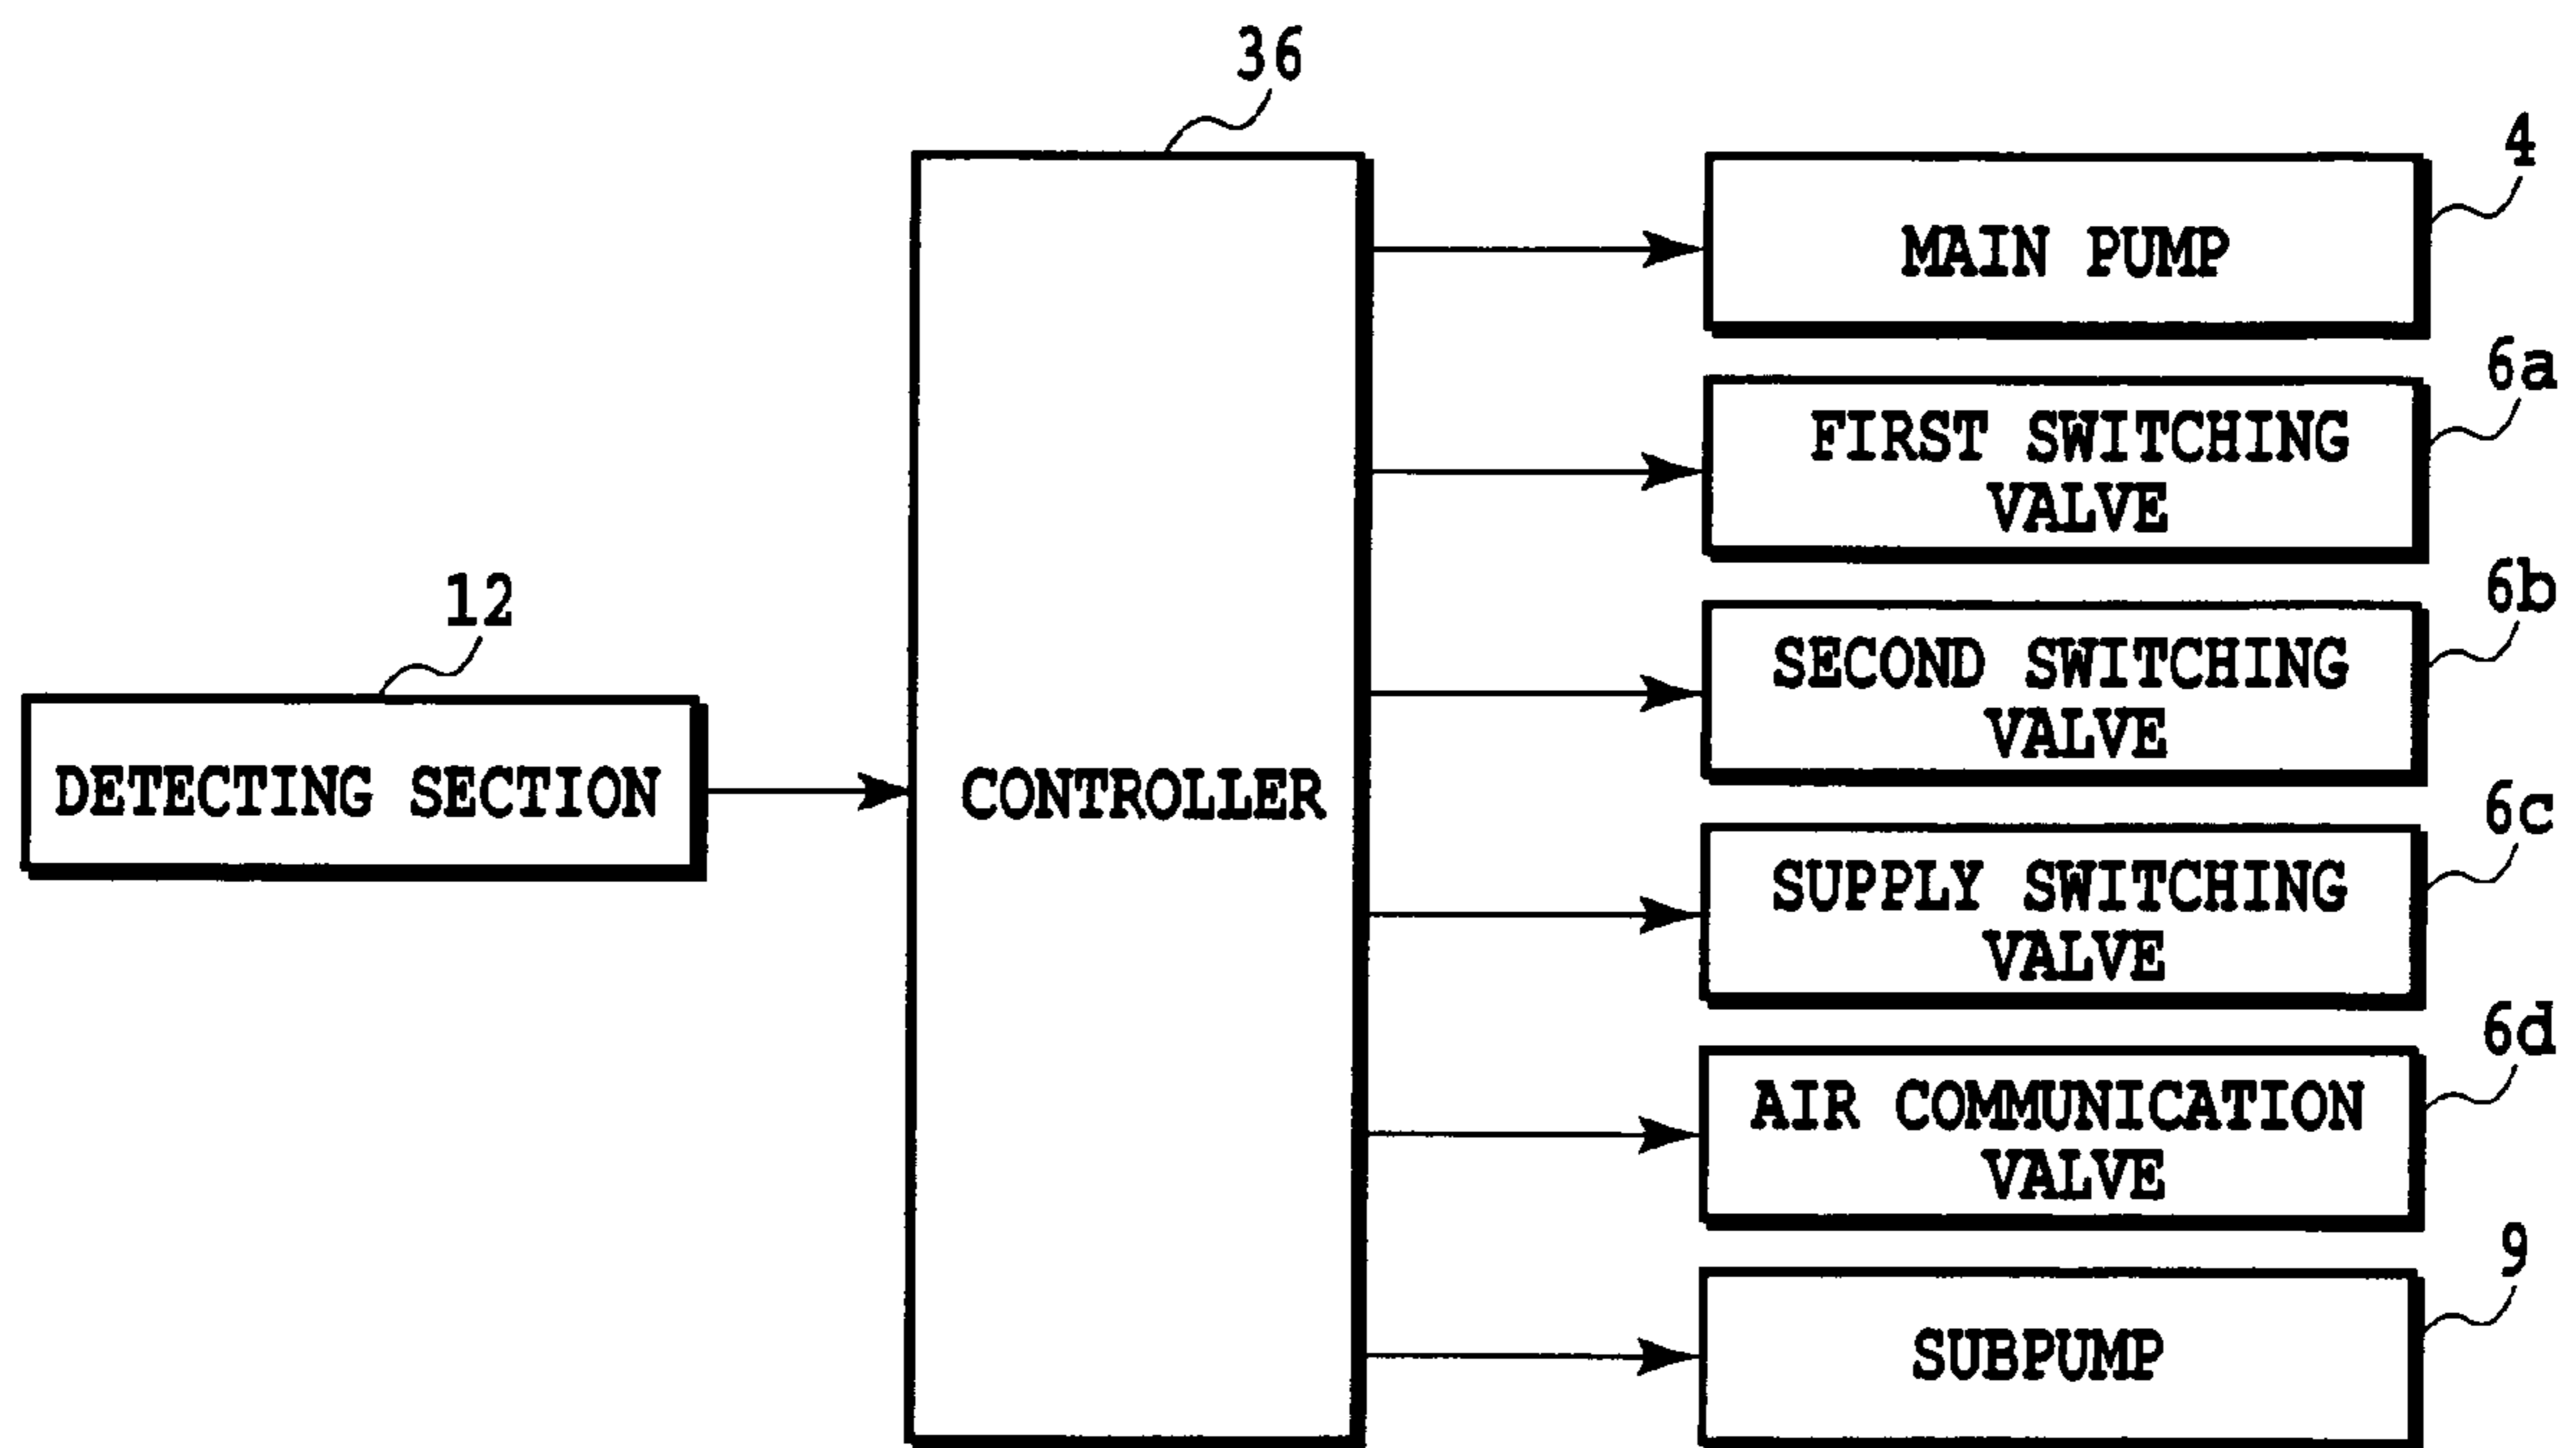 36
4
MAIN PUMP
6a
FIRST SWITCHING
VALVE
6b
SECOND SWITCHING
VALVE
12
DETECTING SECTION
CONTROLLER
6c
SUPPLY SWITCHING
VALVE
6d
AIR COMMUNICATION
VALVE
9
SUBPUMP